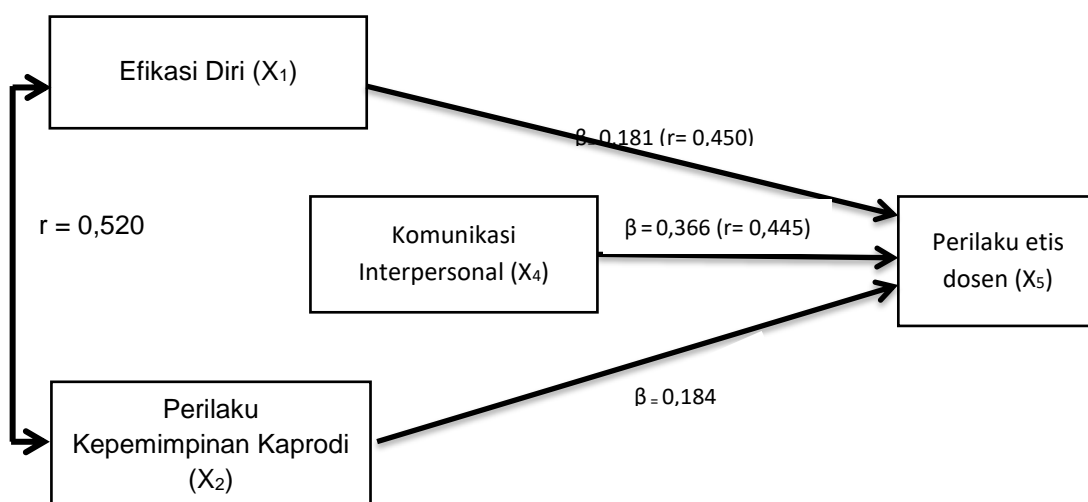 Efikasi Diri (X₁)
β= 0,181 (r= 0,450)
r = 0,520
Komunikasi
Interpersonal (X₄)
β = 0,366 (r= 0,445)
Perilaku etis
dosen (X₅)
Perilaku
Kepemimpinan Kaprodi
(X₂)
β = 0,184